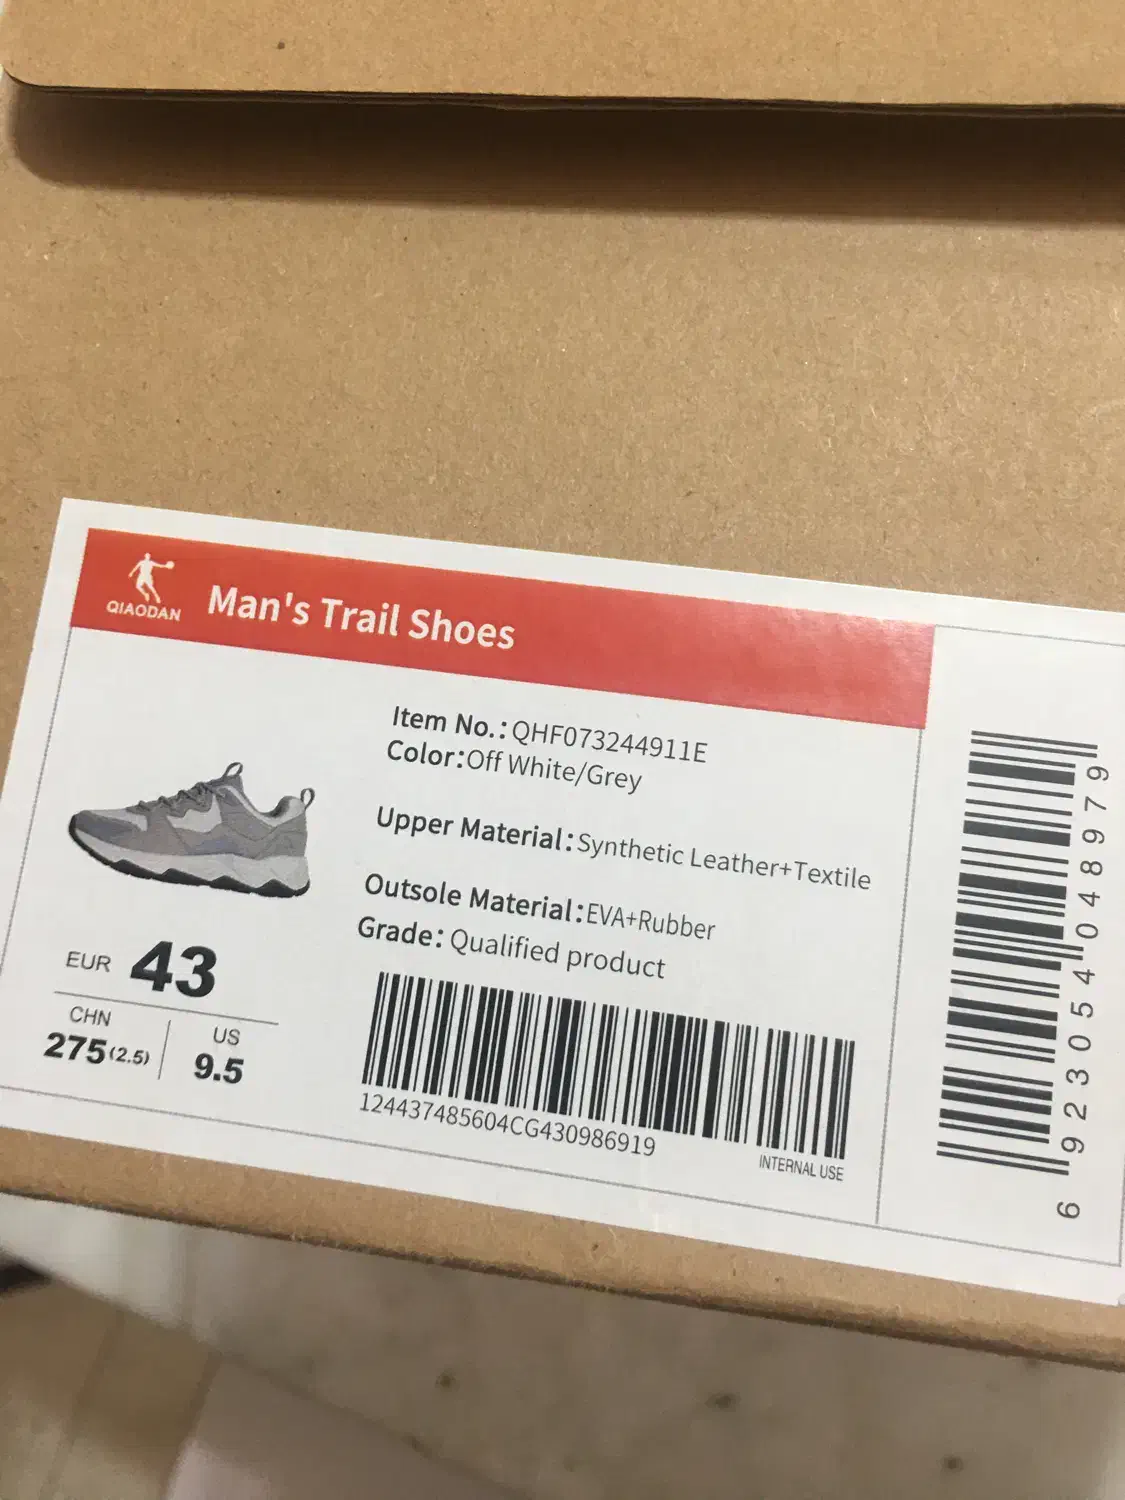 QIAODAN
Man's Trail Shoes
Item No.:QHF073244911E
Color:Off White/Grey
Upper Material:Synthetic Leather+Textile
Outsole Material:EVA+Rubber
Grade: Qualified product
EUR 43
CHN
275(2.5)
US
9.5
124437485604CG430986919
INTERNAL USE
6923054048979